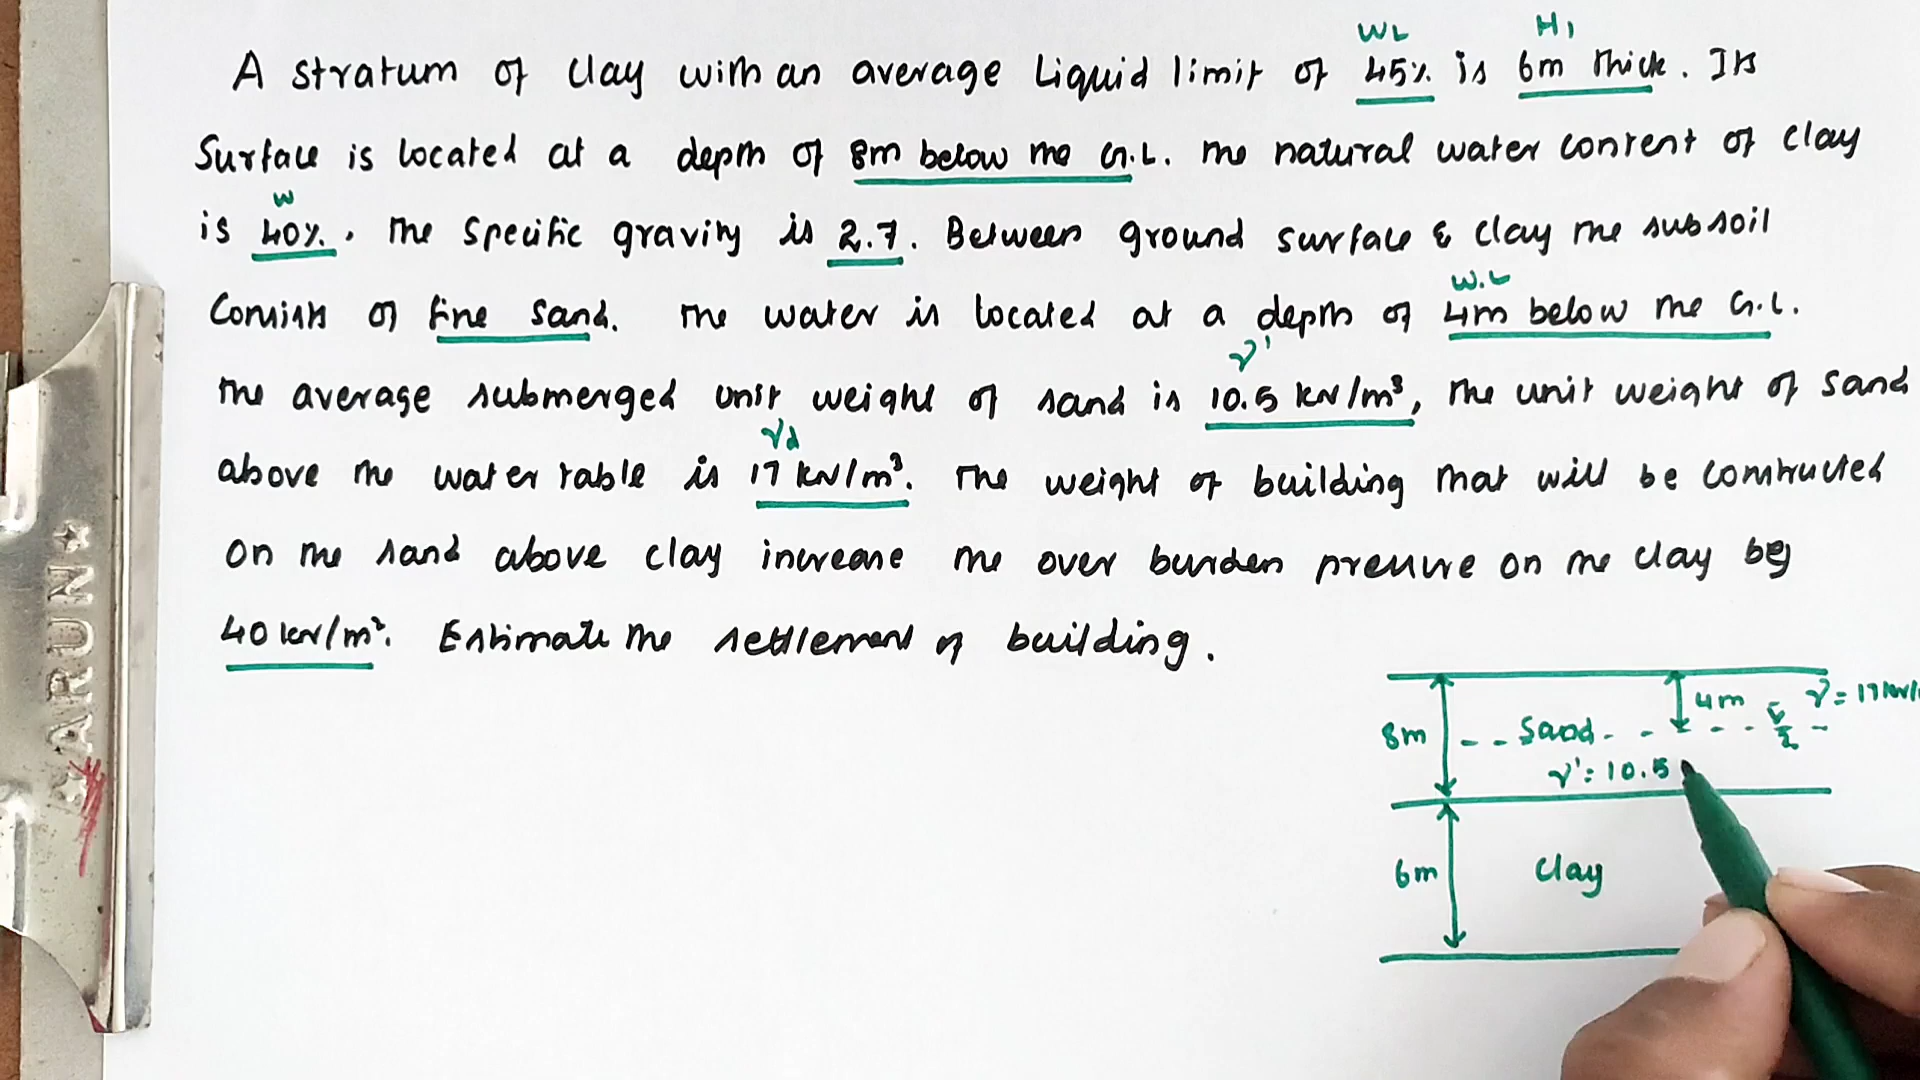 WL H1
A stratum of clay with an average Liquid limit of 45% is 6m thick. Its
Surface is located at a depth of 8m below the G.L. The natural water content of clay
w
is 40%. The specific gravity is 2.7. Between ground surface & clay the subsoil
W.L
Consists of fine sand. The water is located at a depth of 4m below the G.L.
γ'
The average submerged unit weight of sand is 10.5 kN/m³, The unit weight of sand
γd
above the water table is 17 kN/m³. The weight of building that will be constructed
On the sand above clay increase the over burden pressure on the clay by
40 kN/m². Estimate the settlement of building.
8m Sand 4m γ = 17 kN/
γ' = 10.5
6m Clay
ARUN